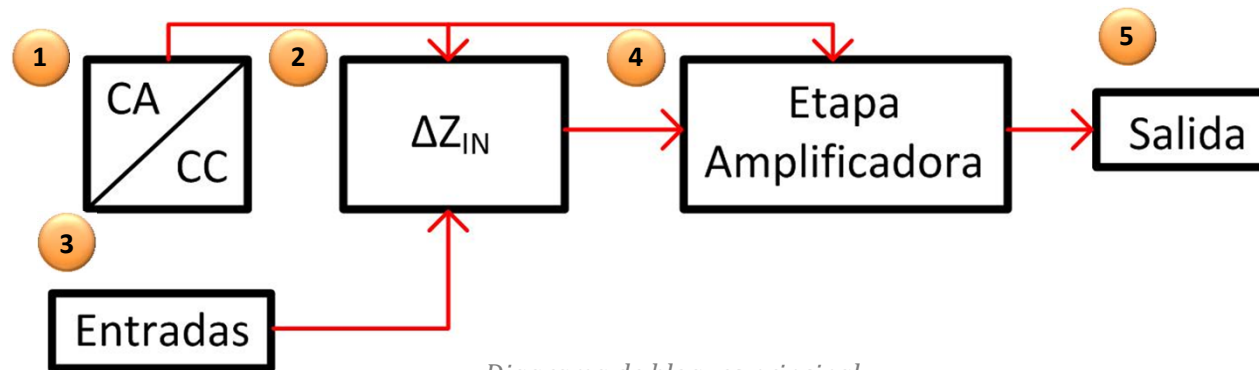 1
CA
CC
2
ΔZIN
3
Entradas
4
Etapa
Amplificadora
5
Salida